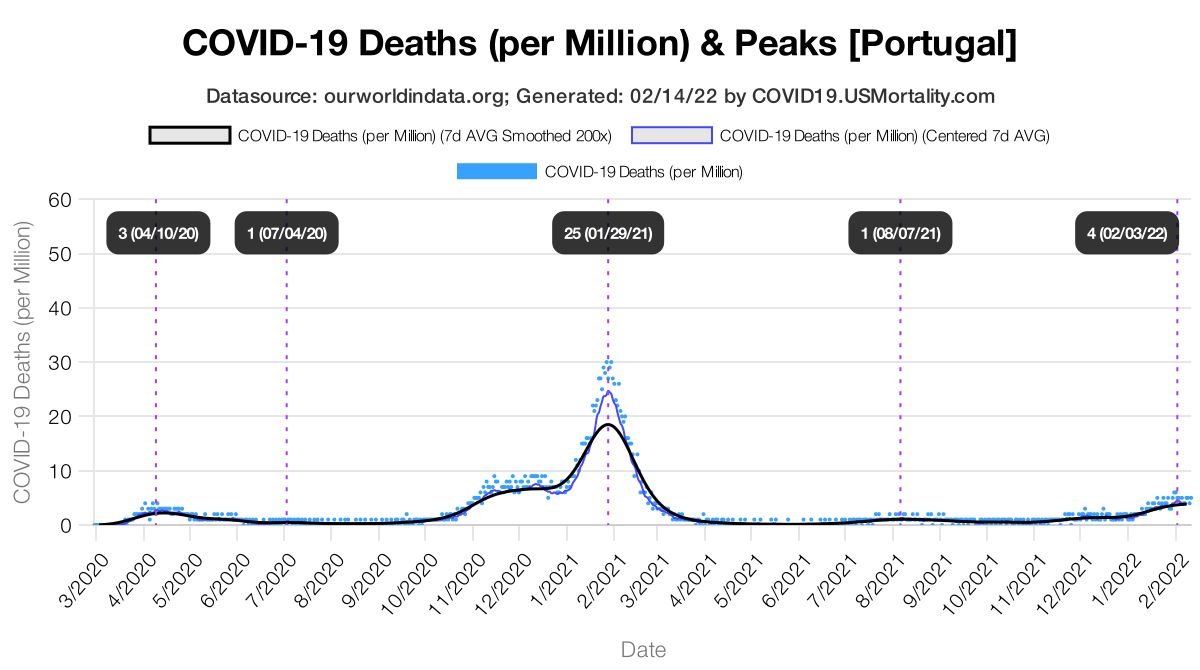 COVID-19 Deaths (per Million) & Peaks [Portugal]
Datasource: ourworldindata.org; Generated: 02/14/22 by COVID19.USMortality.com
COVID-19 Deaths (per Million) (7d AVG Smoothed 200x) COVID-19 Deaths (per Million) (Centered 7d AVG)
COVID-19 Deaths (per Million)
60
3 (04/10/20) 1 (07/04/20) 25 (01/29/21) 1 (08/07/21) 4 (02/03/22)
50
40
30
20
10
0
COVID-19 Deaths (per Million)
3/2020 4/2020 5/2020 6/2020 7/2020 8/2020 9/2020 10/2020 11/2020 12/2020 1/2021 2/2021 3/2021 4/2021 5/2021 6/2021 7/2021 8/2021 9/2021 10/2021 11/2021 12/2021 1/2022 2/2022
Date